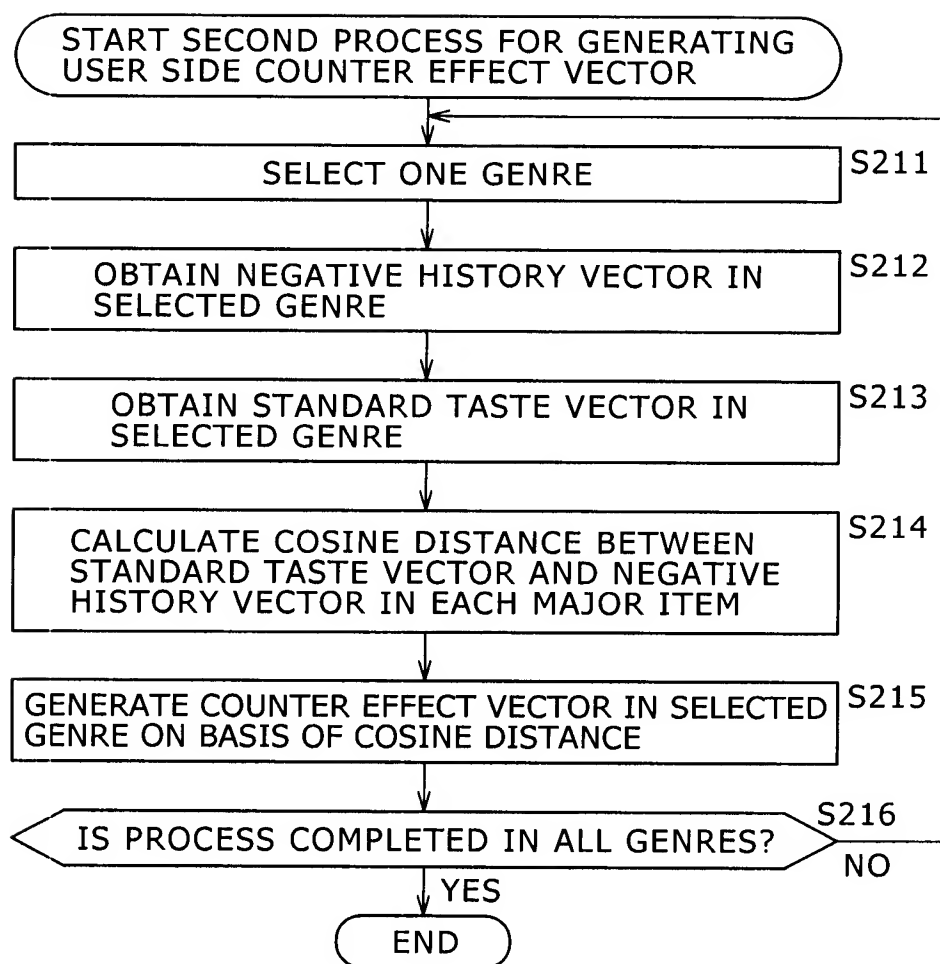 START SECOND PROCESS FOR GENERATING
USER SIDE COUNTER EFFECT VECTOR
SELECT ONE GENRE
S211
OBTAIN NEGATIVE HISTORY VECTOR IN
SELECTED GENRE
S212
OBTAIN STANDARD TASTE VECTOR IN
SELECTED GENRE
S213
CALCULATE COSINE DISTANCE BETWEEN
STANDARD TASTE VECTOR AND NEGATIVE
HISTORY VECTOR IN EACH MAJOR ITEM
S214
GENERATE COUNTER EFFECT VECTOR IN SELECTED
GENRE ON BASIS OF COSINE DISTANCE
S215
IS PROCESS COMPLETED IN ALL GENRES?
S216
NO
YES
END